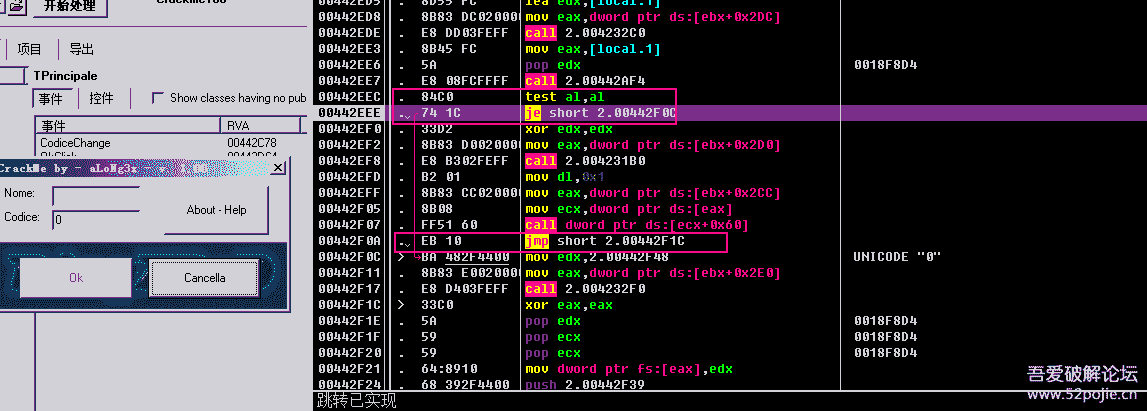 开始处理
项目
导出
TPrincipale
事件
控件
Show classes having no pub
事件
RVA
CodiceChange
00442C78
CrackMe by - aLoNg3x -
Nome:
Codice:
0
About - Help
Ok
Cancella
00442ED8 . 8B83 DC020000 mov eax,dword ptr ds:[ebx+0x2DC]
00442EDE . E8 DD03FEFF call 2.004232C0
00442EE3 . 8B45 FC mov eax,[local.1]
00442EE6 . 5A pop edx 0018F8D4
00442EE7 . E8 08FCFFFF call 2.00442AF4
00442EEC . 84C0 test al,al
00442EEE . 74 1C je short 2.00442F0C
00442EF0 . 33D2 xor edx,edx
00442EF2 . 8B83 D0020000 mov eax,dword ptr ds:[ebx+0x2D0]
00442EF8 . E8 B302FEFF call 2.004231B0
00442EFD . B2 01 mov dl,0x1
00442EFF . 8B83 CC020000 mov eax,dword ptr ds:[ebx+0x2CC]
00442F05 . 8B08 mov ecx,dword ptr ds:[eax]
00442F07 . FF51 60 call dword ptr ds:[ecx+0x60]
00442F0A . EB 10 jmp short 2.00442F1C
00442F0C > BA 482F4400 mov edx,2.00442F48 UNICODE "0"
00442F11 . 8B83 E0020000 mov eax,dword ptr ds:[ebx+0x2E0]
00442F17 . E8 D403FEFF call 2.004232F0
00442F1C > 33C0 xor eax,eax
00442F1E . 5A pop edx 0018F8D4
00442F1F . 59 pop ecx 0018F8D4
00442F20 . 59 pop ecx 0018F8D4
00442F21 . 64:8910 mov dword ptr fs:[eax],edx
00442F24 . 68 392F4400 push 2.00442F39
跳转已实现
吾爱破解论坛
www.52pojie.cn